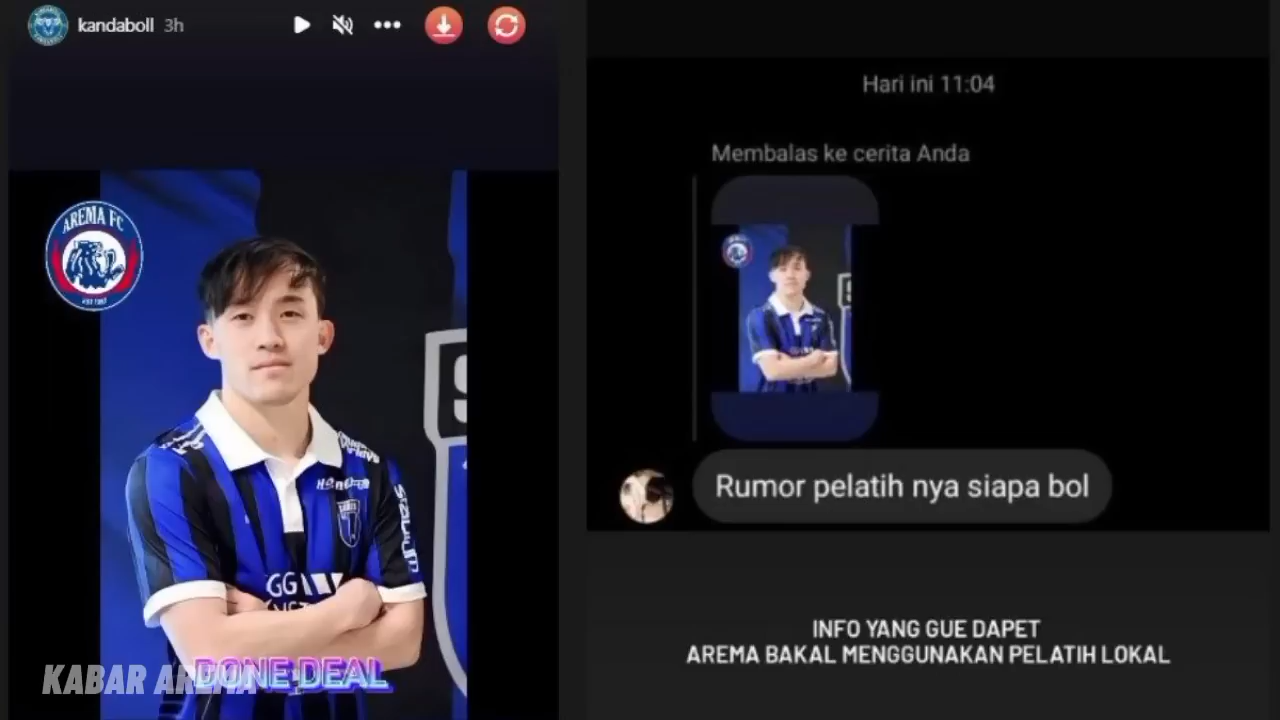 kandaboll 3h
AREMA FC
DONE DEAL
KABAR AREMA
Hari ini 11:04
Membalas ke cerita Anda
Rumor pelatih nya siapa bol
INFO YANG GUE DAPET
AREMA BAKAL MENGGUNAKAN PELATIH LOKAL